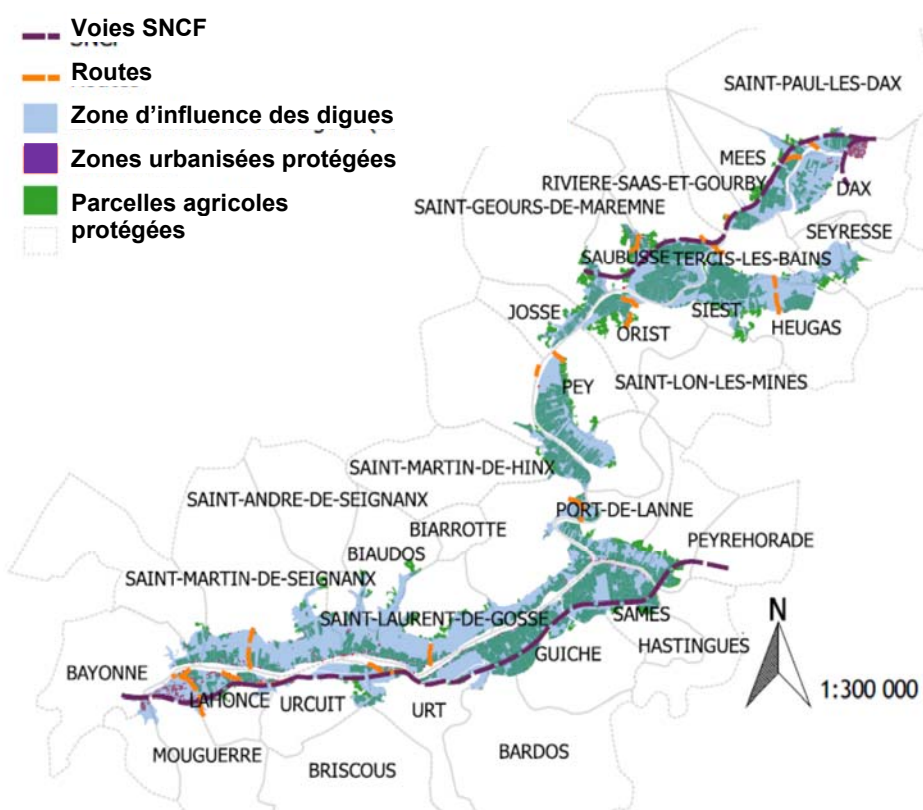 Voies SNCF
Routes
Zone d'influence des digues
Zones urbanisées protégées
Parcelles agricoles
protégées
SAINT-PAUL-LES-DAX
MEES
RIVIERE-SAAS-ET-GOURBY
DAX
SAINT-GEOURS-DE-MAREMNE
SEYRESSE
SAUBUSSE
TERCIS-LES-BAINS
JOSSE
SIEST
ORIST
HEUGAS
PEY
SAINT-LON-LES-MINES
SAINT-MARTIN-DE-HINX
SAINT-ANDRE-DE-SEIGNANX
PORT-DE-LANNE
BIARROTTE
PEYREHORADE
BIAUDOS
SAINT-MARTIN-DE-SEIGNANX
SAINT-LAURENT-DE-GOSSE
SAMES
N
HASTINGUES
GUICHE
BAYONNE
1:300 000
LAHONCE
URCUIT
URT
MOUGUERRE
BARDOS
BRISCOUS